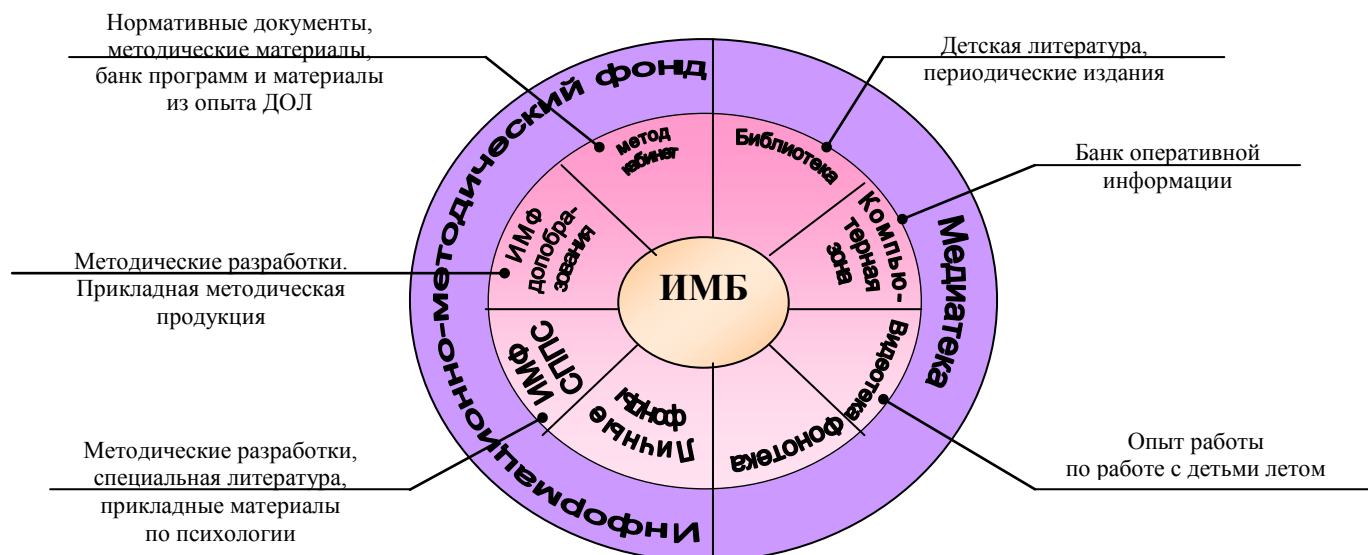 Нормативные документы,
методические материалы,
банк программ и материалы
из опыта ДОЛ
Детская литература,
периодические издания
Банк оперативной
информации
Методические разработки.
Прикладная методическая
продукция
Методические разработки,
специальная литература,
прикладные материалы
по психологии
Опыт работы
по работе с детьми летом
Информационно-методический фонд
Медиатека
метод
кабинет
Библиотека
Компью-
терная
зона
Видеотека
фонотека
Личные
фонды
ИМФ
СППС
ИМФ
допобра-
зования
ИМБ